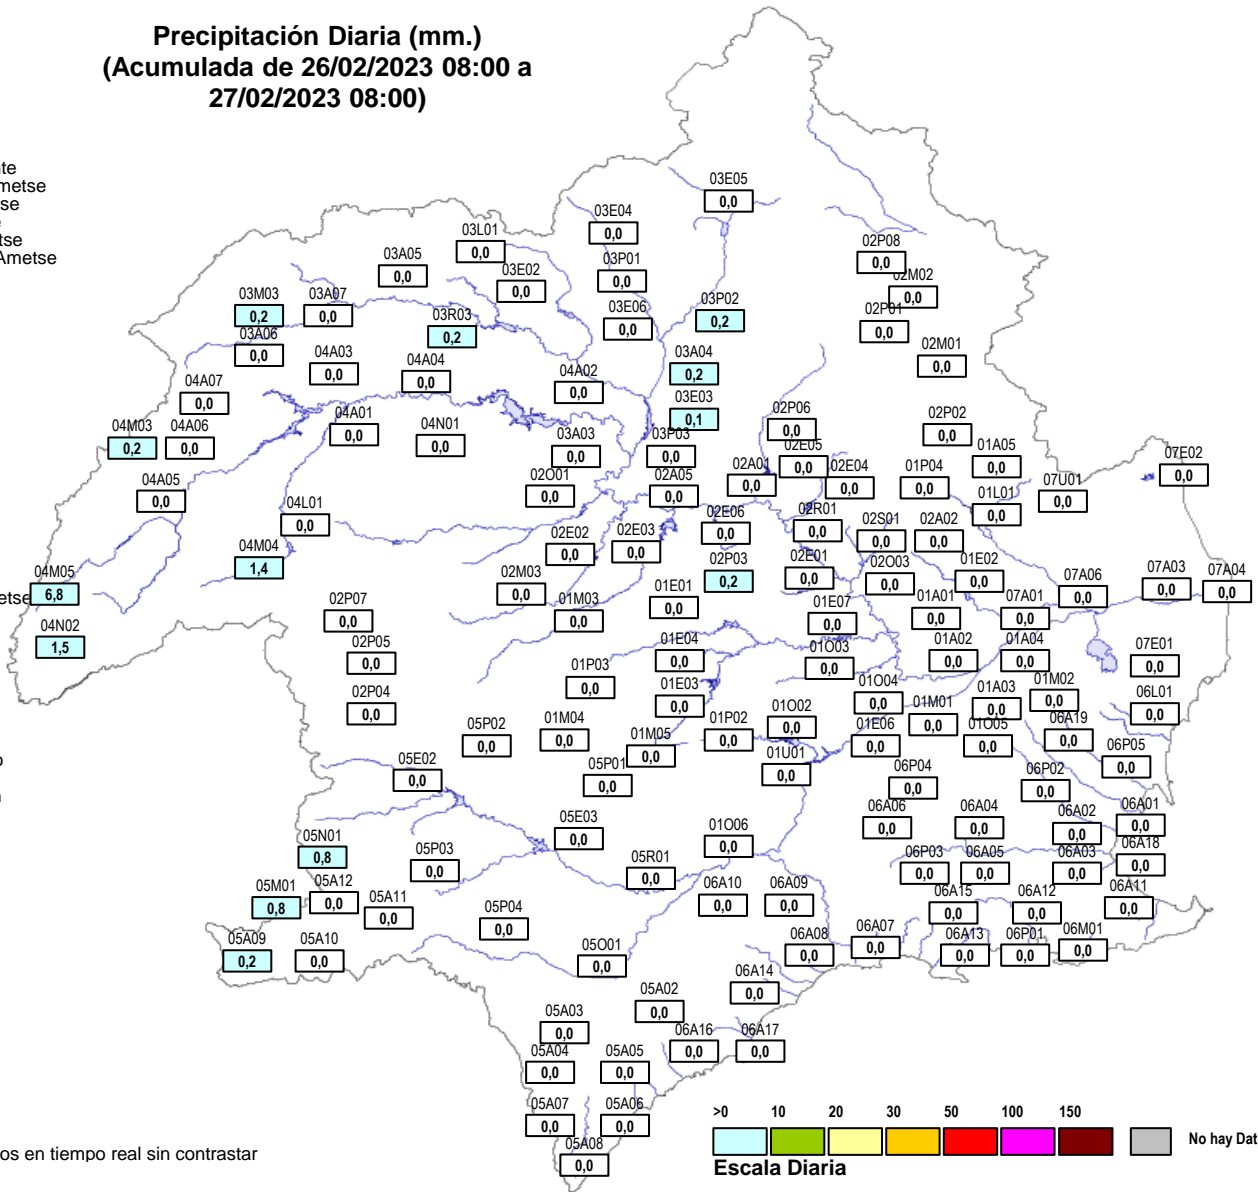 Precipitación Diaria (mm.)
(Acumulada de 26/02/2023 08:00 a
27/02/2023 08:00)
03E05
0,0
03E04
0,0
03L01
0,0
02P08
0,0
03A05
0,0
03P01
0,0
03E02
0,0
02M02
0,0
03M03
0,2
03A07
0,0
03P02
0,2
03E06
0,0
02P01
0,0
03R03
0,2
03A06
0,0
04A03
0,0
03A04
0,2
02M01
0,0
04A04
0,0
04A02
0,0
04A07
0,0
03E03
0,1
02P06
0,0
04A01
0,0
02P02
0,0
04M03
0,2
04A06
0,0
04N01
0,0
03A03
0,0
03P03
0,0
02E05
0,0
01A05
0,0
07E02
0,0
02A01
0,0
02E04
0,0
01P04
0,0
02O01
0,0
02A05
0,0
07U01
0,0
04A05
0,0
01L01
0,0
04L01
0,0
02R01
0,0
02E06
0,0
02S01
0,0
02A02
0,0
02E02
0,0
02E03
0,0
04M04
1,4
02P03
0,2
02E01
0,0
02O03
0,0
01E02
0,0
07A03
0,0
07A04
0,0
04M05
6,8
02M03
0,0
07A06
0,0
01E01
0,0
01M03
0,0
02P07
0,0
01E07
0,0
01A01
0,0
07A01
0,0
04N02
1,5
02P05
0,0
01E04
0,0
01O03
0,0
01A02
0,0
01A04
0,0
07E01
0,0
01P03
0,0
01E03
0,0
01O04
0,0
01A03
0,0
01M02
0,0
06L01
0,0
02P04
0,0
01O02
0,0
01M01
0,0
05P02
0,0
01M04
0,0
01P02
0,0
01E06
0,0
01O05
0,0
06A19
0,0
01M05
0,0
06P05
0,0
05E02
0,0
05P01
0,0
01U01
0,0
06P04
0,0
06P02
0,0
05E03
0,0
06A06
0,0
06A04
0,0
06A02
0,0
06A01
0,0
01O06
0,0
05N01
0,8
05P03
0,0
05R01
0,0
06P03
0,0
06A05
0,0
06A03
0,0
06A18
0,0
05M01
0,8
05A12
0,0
05A11
0,0
06A10
0,0
06A09
0,0
06A15
0,0
06A12
0,0
06A11
0,0
05P04
0,0
05A09
0,2
05A10
0,0
05O01
0,0
06A08
0,0
06A07
0,0
06A13
0,0
06P01
0,0
06M01
0,0
06A14
0,0
05A02
0,0
05A03
0,0
06A16
0,0
06A17
0,0
05A04
0,0
05A05
0,0
05A07
0,0
05A06
0,0
05A08
0,0
>0 10 20 30 50 100 150
No hay Dat
Escala Diaria
os en tiempo real sin contrastar